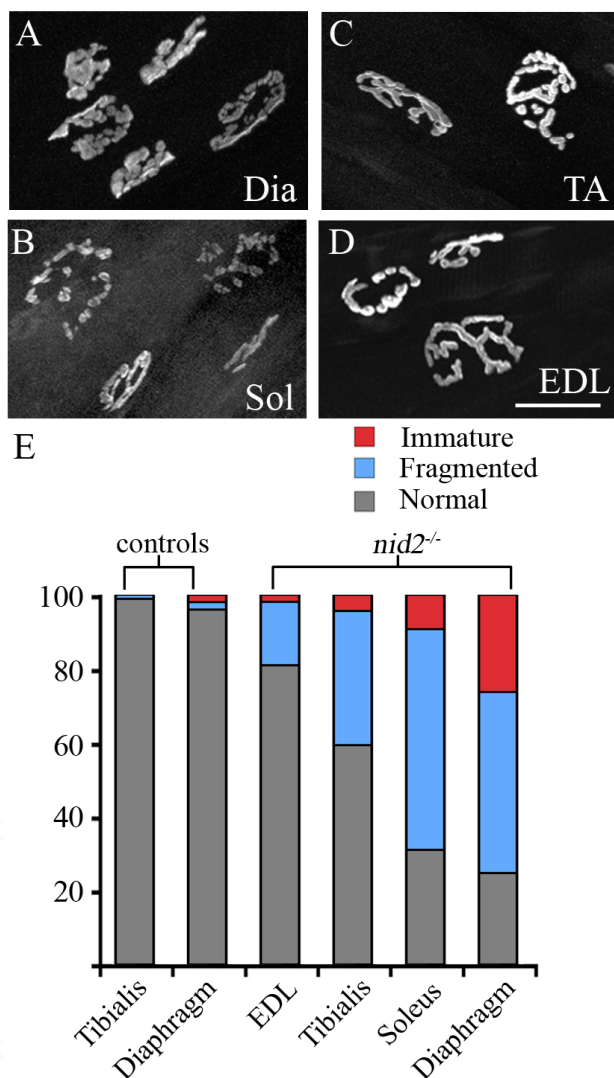 A
Dia
C
TA
B
Sol
D
EDL
E
Immature
Fragmented
Normal
controls
nid2-/-
100
80
60
40
20
Tibialis
Diaphragm
EDL
Tibialis
Soleus
Diaphragm